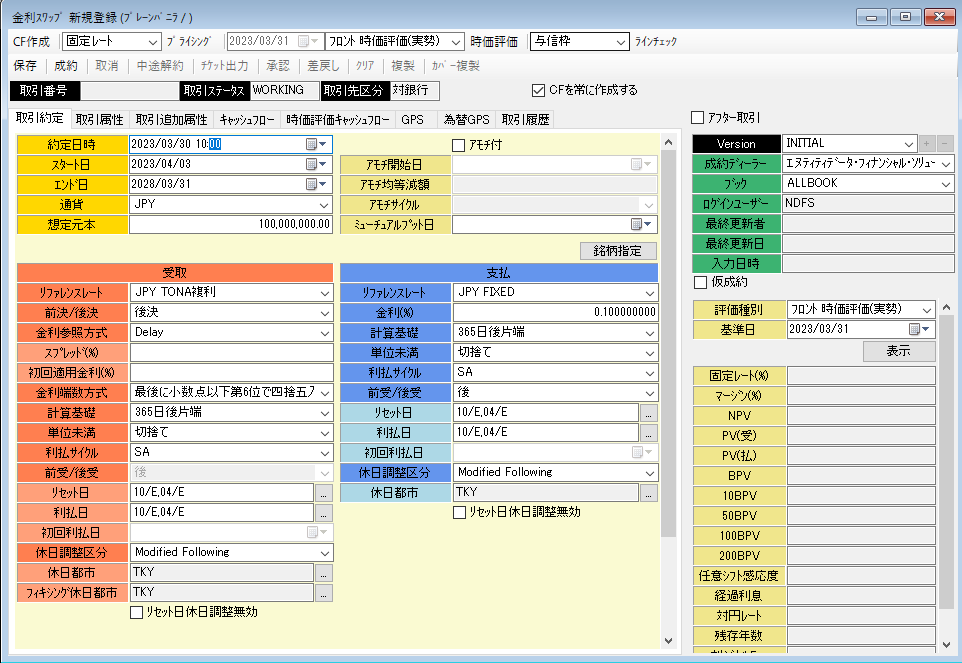 金利ｽﾜｯﾌﾟ 新規登録 (ﾌﾟﾚｰﾝﾊﾞﾆﾗ / )
CF作成 固定レート ﾌﾟﾗｲｼﾝｸﾞ 2023/03/31 ﾌﾛﾝﾄ 時価評価(実勢) 時価評価 与信枠 ﾗｲﾝﾁｪｯｸ
保存 成約 取消 中途解約 ﾁｹｯﾄ出力 承認 差戻し ｸﾘｱ 複製 ｶﾊﾞｰ複製
取引番号 取引ｽﾃｰﾀｽ WORKING 取引先区分 対銀行 CFを常に作成する
取引約定 取引属性 取引追加属性 ｷｬｯｼｭﾌﾛｰ 時価評価ｷｬｯｼｭﾌﾛｰ GPS 為替GPS 取引履歴
約定日時 2023/03/30 10:00 アモチ付
スタート日 2023/04/03 アモチ開始日
エンド日 2028/03/31 アモチ均等減額
通貨 JPY アモチサイクル
想定元本 100,000,000.00 ﾐｭｰﾁｭｱﾙﾌﾟｯﾄ日
銘柄指定
受取
ﾘﾌｧﾚﾝｽﾚｰﾄ JPY TONA複利
前決/後決 後決
金利参照方式 Delay
ｽﾌﾟﾚｯﾄﾞ(%)
初回適用金利(%)
金利端数方式 最後に小数点以下第6位で四捨五入
計算基礎 365日後片端
単位未満 切捨て
利払ｻｲｸﾙ SA
前受/後受 後
ﾘｾｯﾄ日 10/E,04/E ...
利払日 10/E,04/E ...
初回利払日
休日調整区分 Modified Following
休日都市 TKY ...
ﾌｨｷｼﾝｸﾞ休日都市 TKY ...
ﾘｾｯﾄ日休日調整無効
支払
ﾘﾌｧﾚﾝｽﾚｰﾄ JPY FIXED
金利(%) 0.100000000
計算基礎 365日後片端
単位未満 切捨て
利払ｻｲｸﾙ SA
前受/後受 後
ﾘｾｯﾄ日 10/E,04/E ...
利払日 10/E,04/E ...
初回利払日
休日調整区分 Modified Following
休日都市 TKY ...
ﾘｾｯﾄ日休日調整無効
ｱﾌﾀｰ取引
Version INITIAL + -
成約ﾃﾞｨｰﾗｰ ｴﾇﾃｨﾃｨﾃﾞｰﾀ･ﾌｨﾅﾝｼｬﾙ･ｿﾘｭｰ
ﾌﾞｯｸ ALLBOOK
ﾛｸﾞｲﾝﾕｰｻﾞｰ NDFS
最終更新者
最終更新日
入力日時
仮成約
評価種別 ﾌﾛﾝﾄ 時価評価(実勢)
基準日 2023/03/31
表示
固定ﾚｰﾄ(%)
ﾏｰｼﾞﾝ(%)
NPV
PV(受)
PV(払)
BPV
10BPV
50BPV
100BPV
200BPV
任意ｼﾌﾄ感応度
経過利息
対円ﾚｰﾄ
残存年数